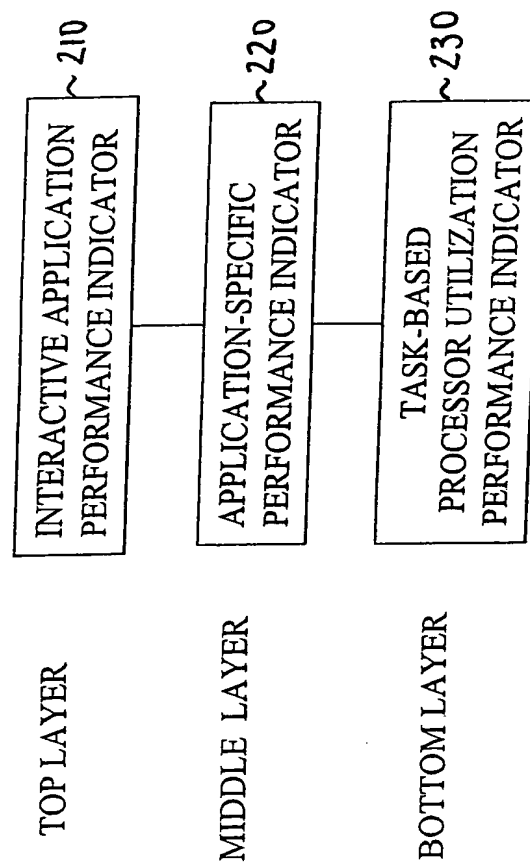 TOP LAYER
INTERACTIVE APPLICATION
PERFORMANCE INDICATOR
~210
MIDDLE LAYER
APPLICATION-SPECIFIC
PERFORMANCE INDICATOR
~220
BOTTOM LAYER
TASK-BASED
PROCESSOR UTILIZATION
PERFORMANCE INDICATOR
~230